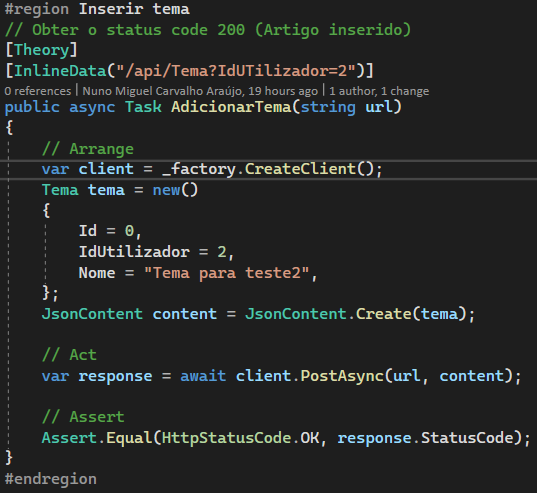 #region Inserir tema
// Obter o status code 200 (Artigo inserido)
[Theory]
[InlineData("/api/Tema?IdUTilizador=2")]
0 references | Nuno Miguel Carvalho Araújo, 19 hours ago | 1 author, 1 change
public async Task AdicionarTema(string url)
{
    // Arrange
    var client = _factory.CreateClient();
    Tema tema = new()
    {
        Id = 0,
        IdUtilizador = 2,
        Nome = "Tema para teste2",
    };
    JsonContent content = JsonContent.Create(tema);
    // Act
    var response = await client.PostAsync(url, content);
    // Assert
    Assert.Equal(HttpStatusCode.OK, response.StatusCode);
}
#endregion